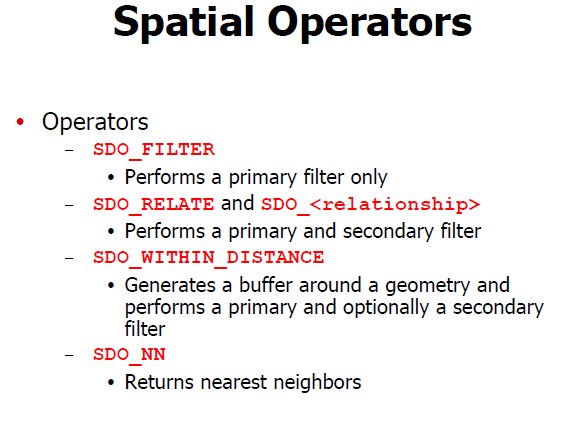 Spatial Operators
• Operators
– SDO_FILTER
• Performs a primary filter only
– SDO_RELATE and SDO_<relationship>
• Performs a primary and secondary filter
– SDO_WITHIN_DISTANCE
• Generates a buffer around a geometry and
performs a primary and optionally a secondary
filter
– SDO_NN
• Returns nearest neighbors